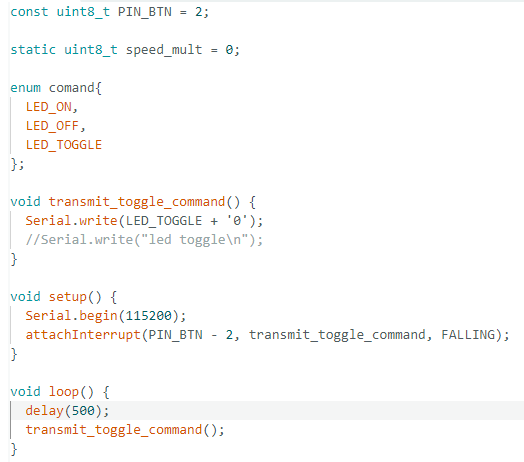 const uint8_t PIN_BTN = 2;
static uint8_t speed_mult = 0;
enum comand{
LED_ON,
LED_OFF,
LED_TOGGLE
};
void transmit_toggle_command() {
Serial.write(LED_TOGGLE + '0');
//Serial.write("led toggle\n");
}
void setup() {
Serial.begin(115200);
attachInterrupt(PIN_BTN - 2, transmit_toggle_command, FALLING);
}
void loop() {
delay(500);
transmit_toggle_command();
}